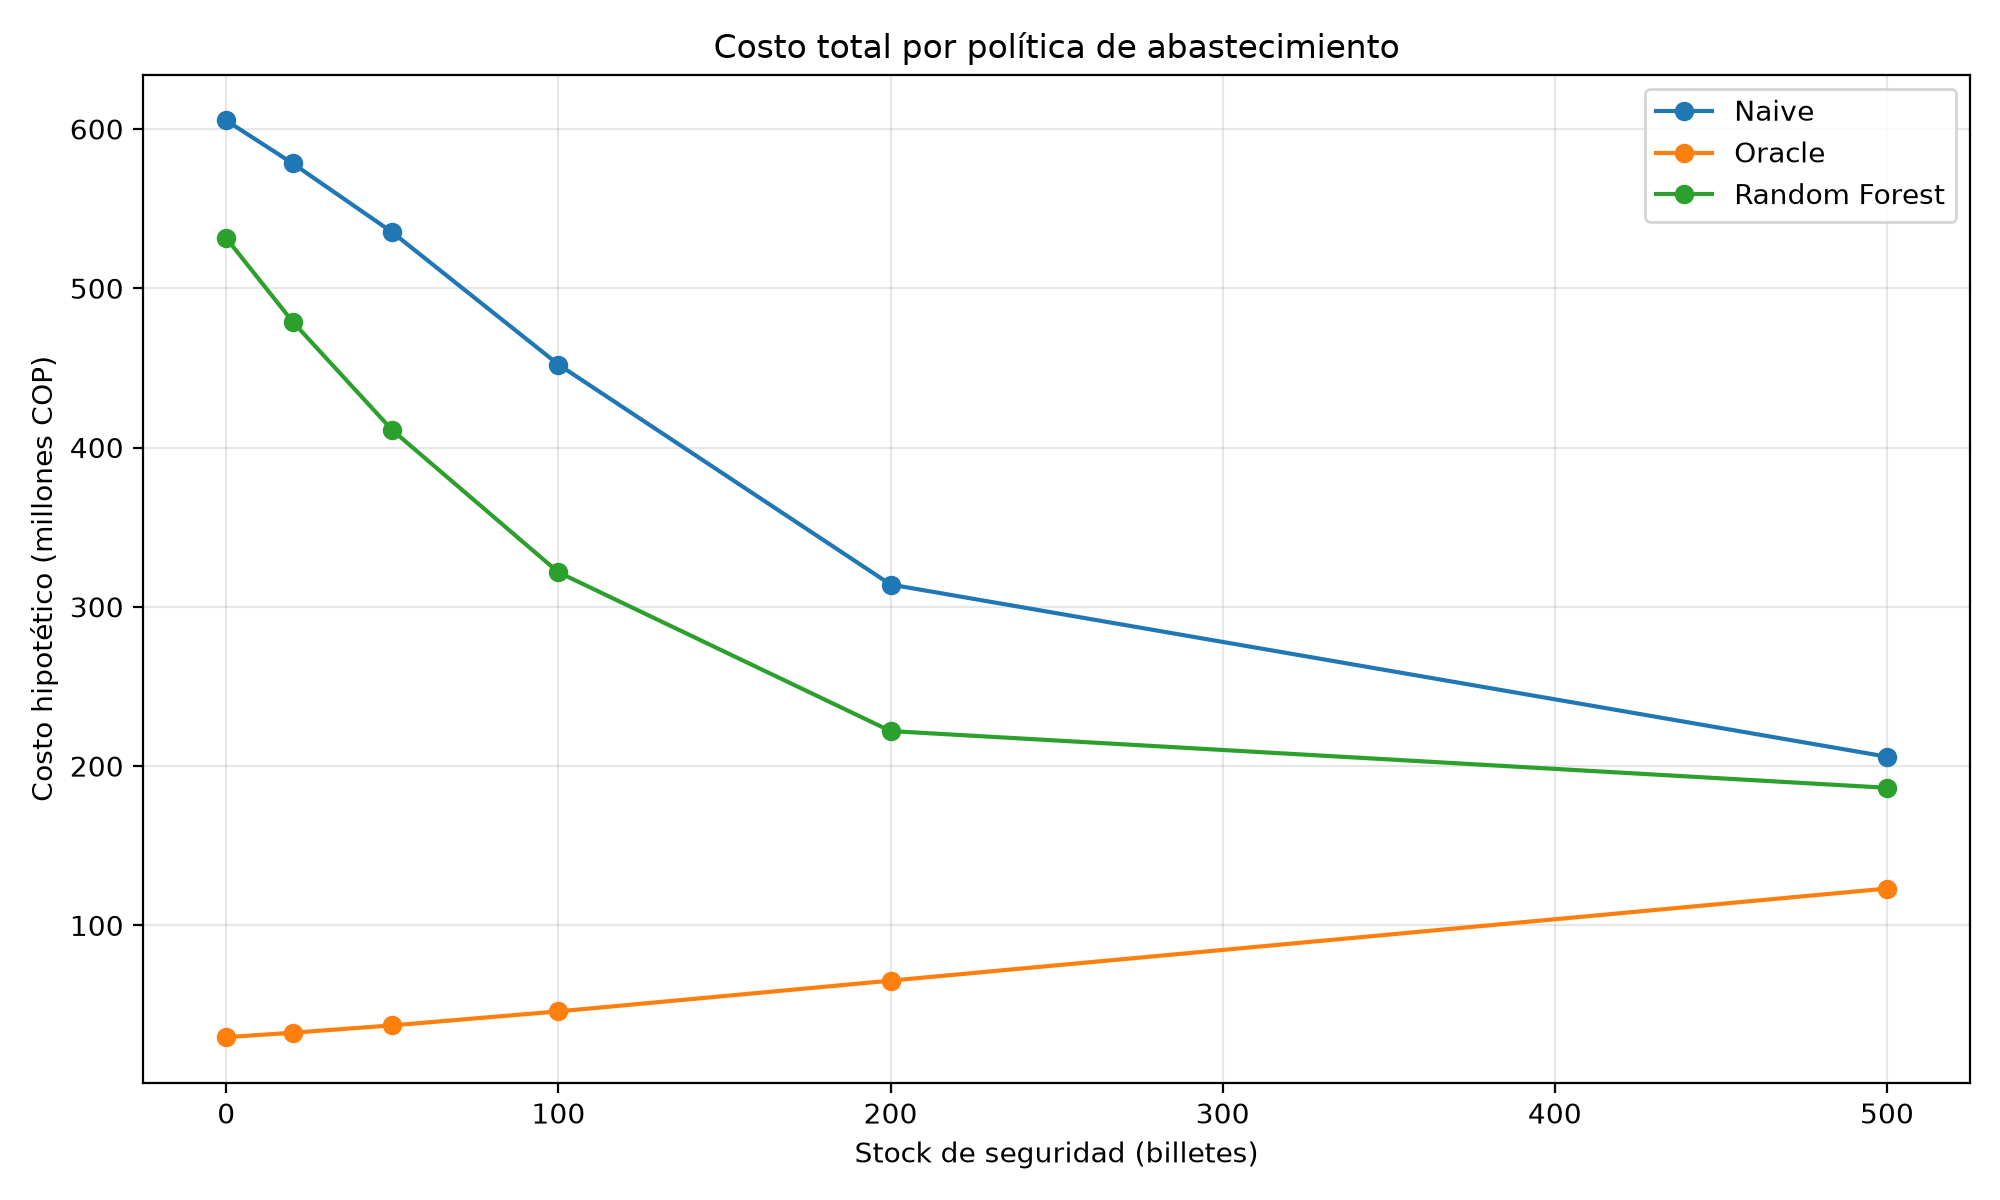 Costo total por política de abastecimiento
Naive
Oracle
Random Forest
Costo hipotético (millones COP)
600
500
400
300
200
100
0 100 200 300 400 500
Stock de seguridad (billetes)